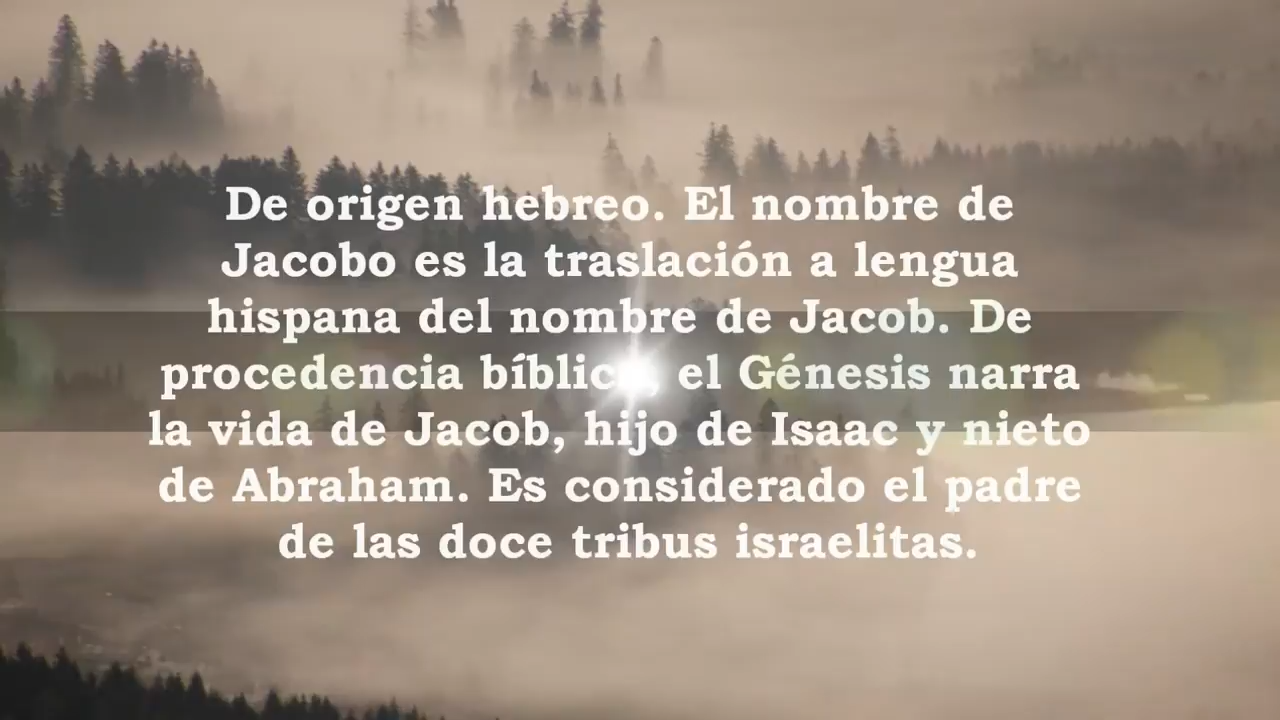 De origen hebreo. El nombre de
Jacobo es la traslación a lengua
hispana del nombre de Jacob. De
procedencia bíblica, el Génesis narra
la vida de Jacob, hijo de Isaac y nieto
de Abraham. Es considerado el padre
de las doce tribus israelitas.